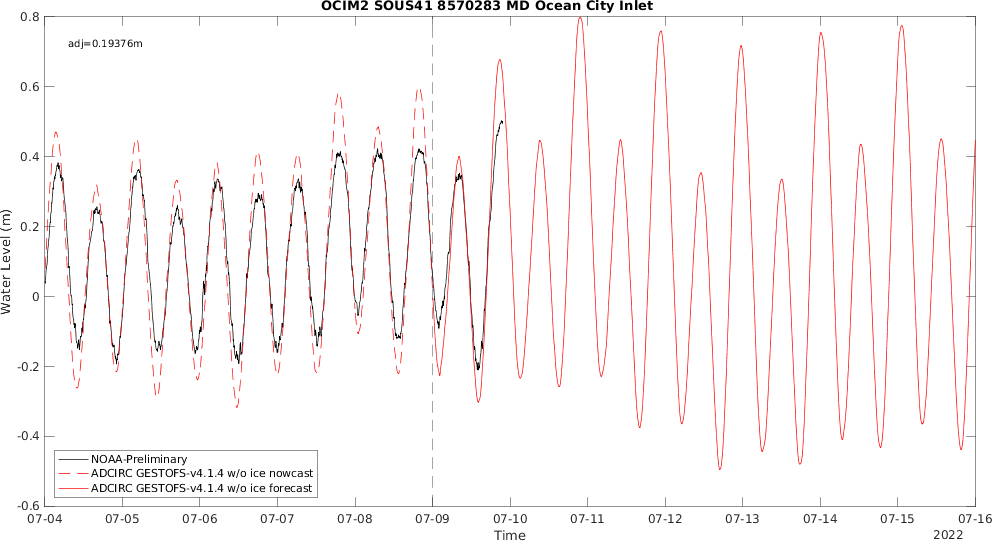 OCIM2 SOUS41 8570283 MD Ocean City Inlet
adj=0.19376m
0.8
0.6
0.4
0.2
0
-0.2
-0.4
-0.6
Water Level (m)
NOAA-Preliminary
ADCIRC GESTOFS-v4.1.4 w/o ice nowcast
ADCIRC GESTOFS-v4.1.4 w/o ice forecast
07-04 07-05 07-06 07-07 07-08 07-09 07-10 07-11 07-12 07-13 07-14 07-15 07-16
Time
2022